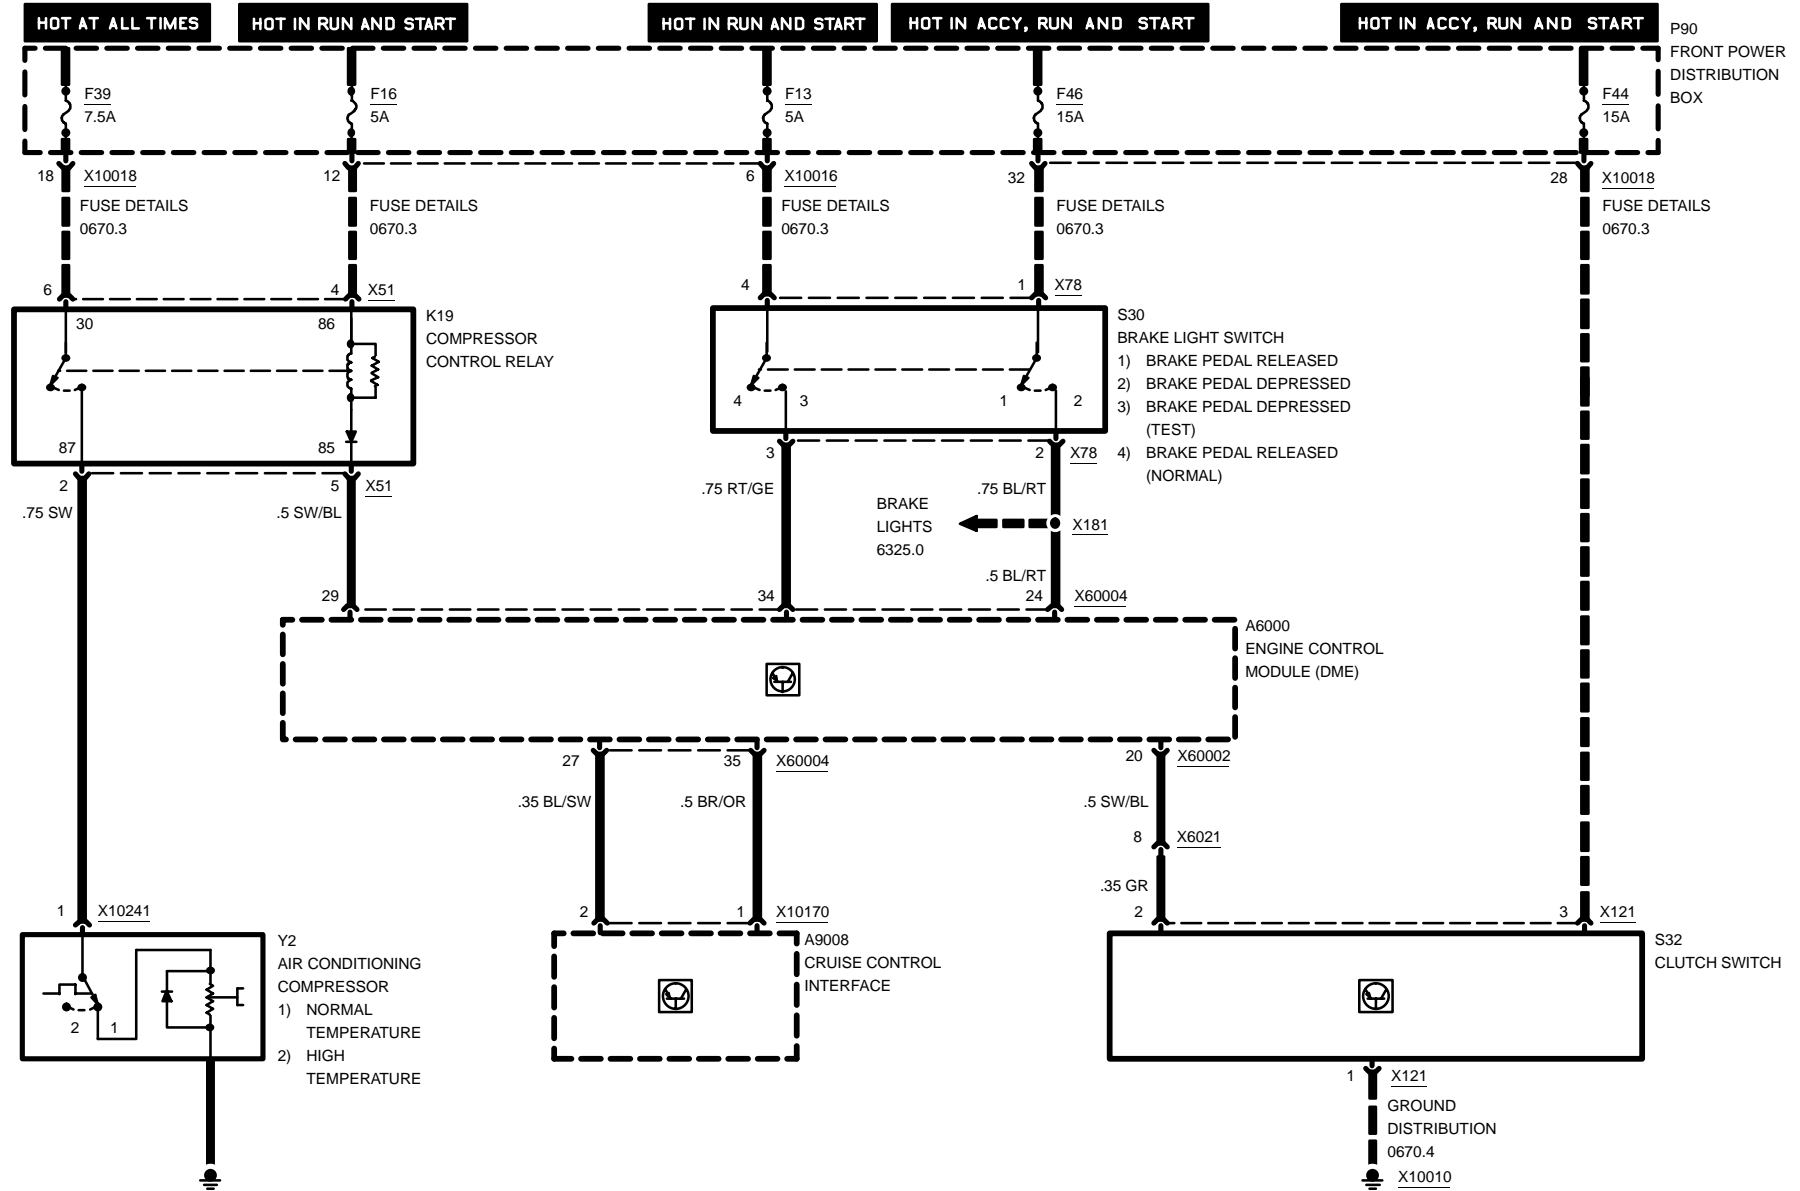 HOT AT ALL TIMES
HOT IN RUN AND START
HOT IN RUN AND START
HOT IN ACCY, RUN AND START
HOT IN ACCY, RUN AND START
P90
FRONT POWER
DISTRIBUTION
BOX
F39
7.5A
F16
5A
F13
5A
F46
15A
F44
15A
18
X10018
12
6
X10016
32
28
X10018
FUSE DETAILS
0670.3
FUSE DETAILS
0670.3
FUSE DETAILS
0670.3
FUSE DETAILS
0670.3
FUSE DETAILS
0670.3
6
4
X51
4
1
X78
30
86
87
85
K19
COMPRESSOR
CONTROL RELAY
4
3
1
2
S30
BRAKE LIGHT SWITCH
1) BRAKE PEDAL RELEASED
2) BRAKE PEDAL DEPRESSED
3) BRAKE PEDAL DEPRESSED
(TEST)
4) BRAKE PEDAL RELEASED
(NORMAL)
2
5
X51
3
2
X78
.75 SW
.5 SW/BL
.75 RT/GE
.75 BL/RT
BRAKE
LIGHTS
6325.0
X181
.5 BL/RT
29
34
24
X60004
A6000
ENGINE CONTROL
MODULE (DME)
27
35
X60004
20
X60002
.35 BL/SW
.5 BR/OR
.5 SW/BL
8
X6021
.35 GR
1
X10241
2
1
X10170
2
3
X121
Y2
AIR CONDITIONING
COMPRESSOR
1) NORMAL
TEMPERATURE
2) HIGH
TEMPERATURE
2
1
A9008
CRUISE CONTROL
INTERFACE
S32
CLUTCH SWITCH
1
X121
GROUND
DISTRIBUTION
0670.4
X10010